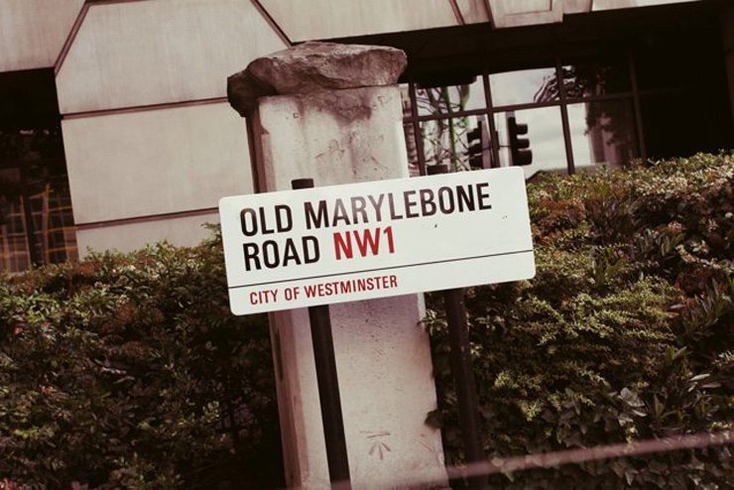 OLD MARYLEBONE
ROAD NW1
CITY OF WESTMINSTER